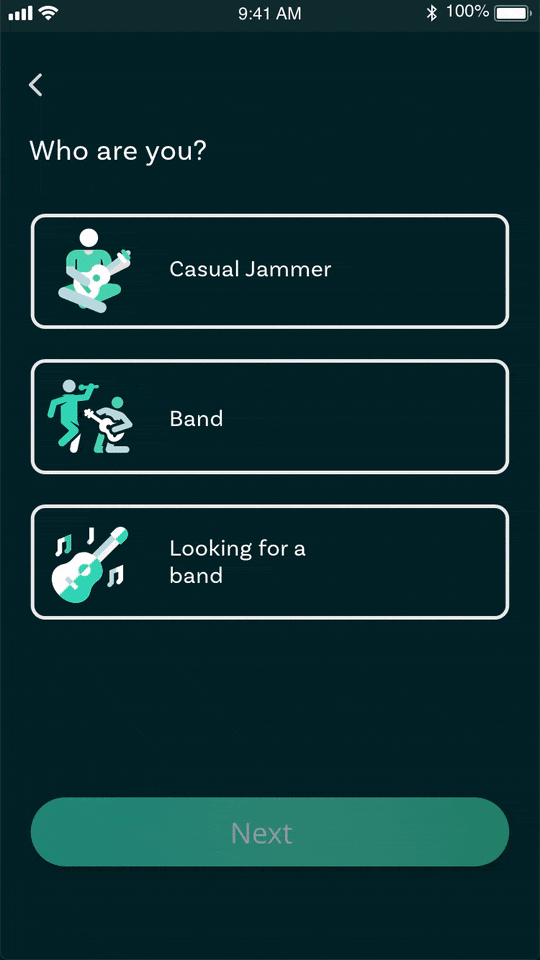 9:41 AM
100%
Who are you?
Casual Jammer
Band
Looking for a
band
Next